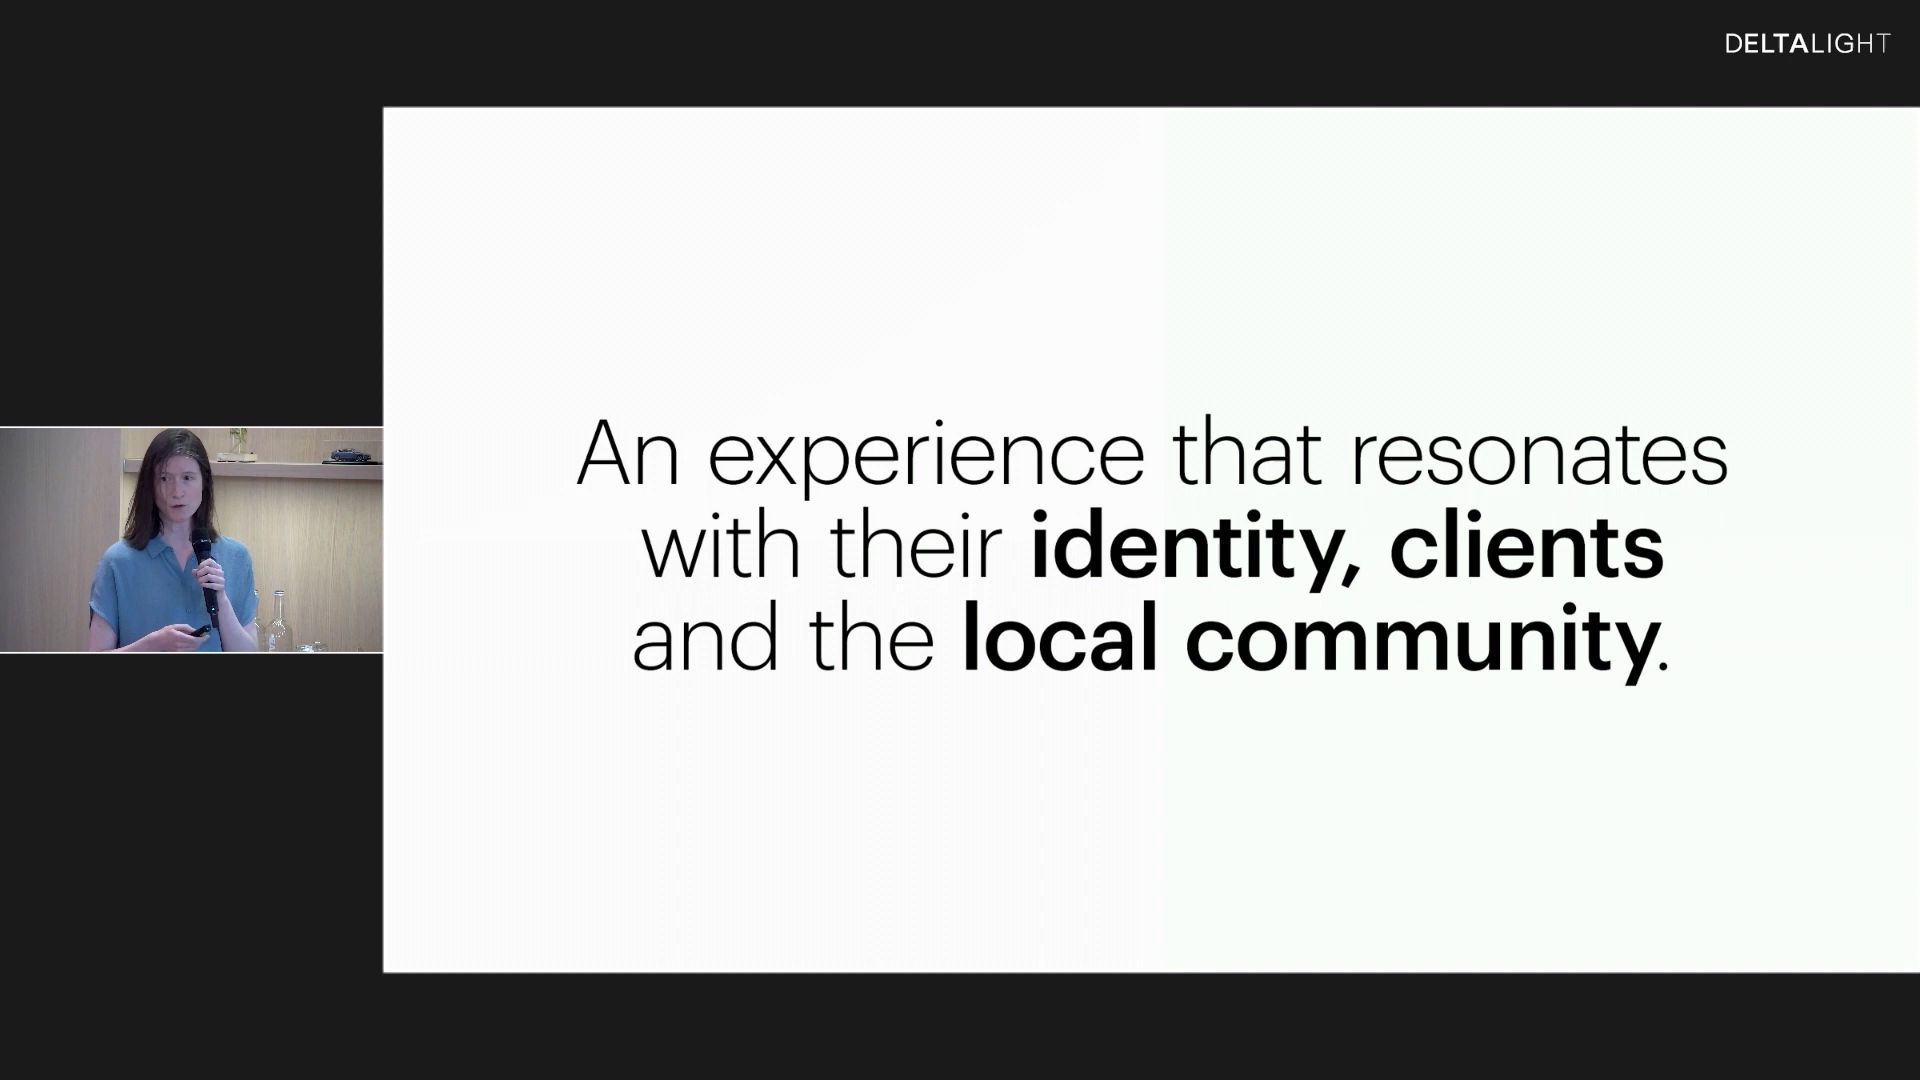 DELTALIGHT
An experience that resonates
with their identity, clients
and the local community.